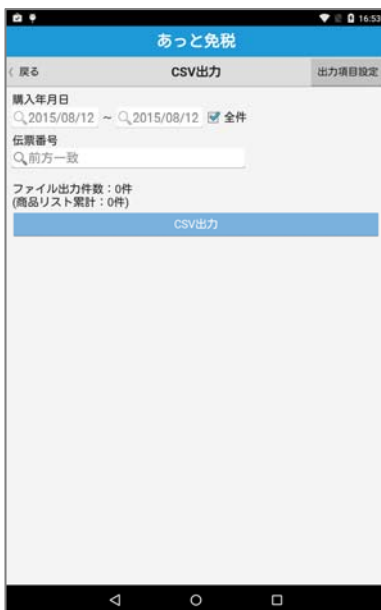 16:53
あっと免税
戻る CSV出力 出力項目設定
購入年月日
2015/08/12 ~ 2015/08/12 全件
伝票番号
前方一致
ファイル出力件数:0件
(商品リスト累計:0件)
CSV出力